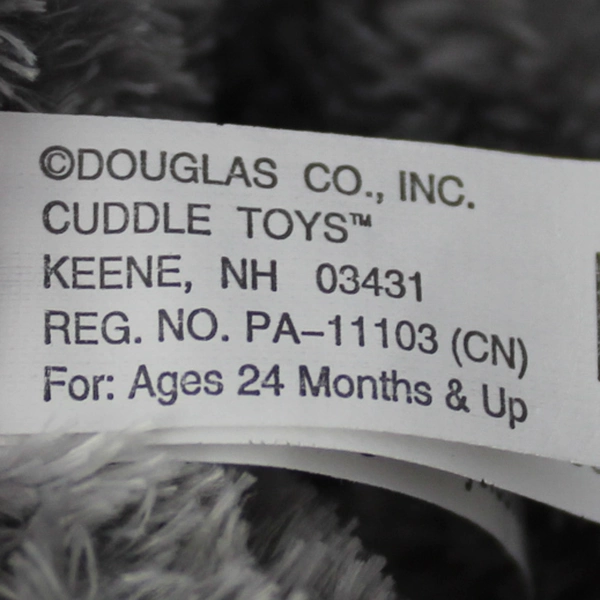 ©DOUGLAS CO., INC.
CUDDLE TOYS™
KEENE, NH 03431
REG. NO. PA-11103 (CN)
For: Ages 24 Months & Up